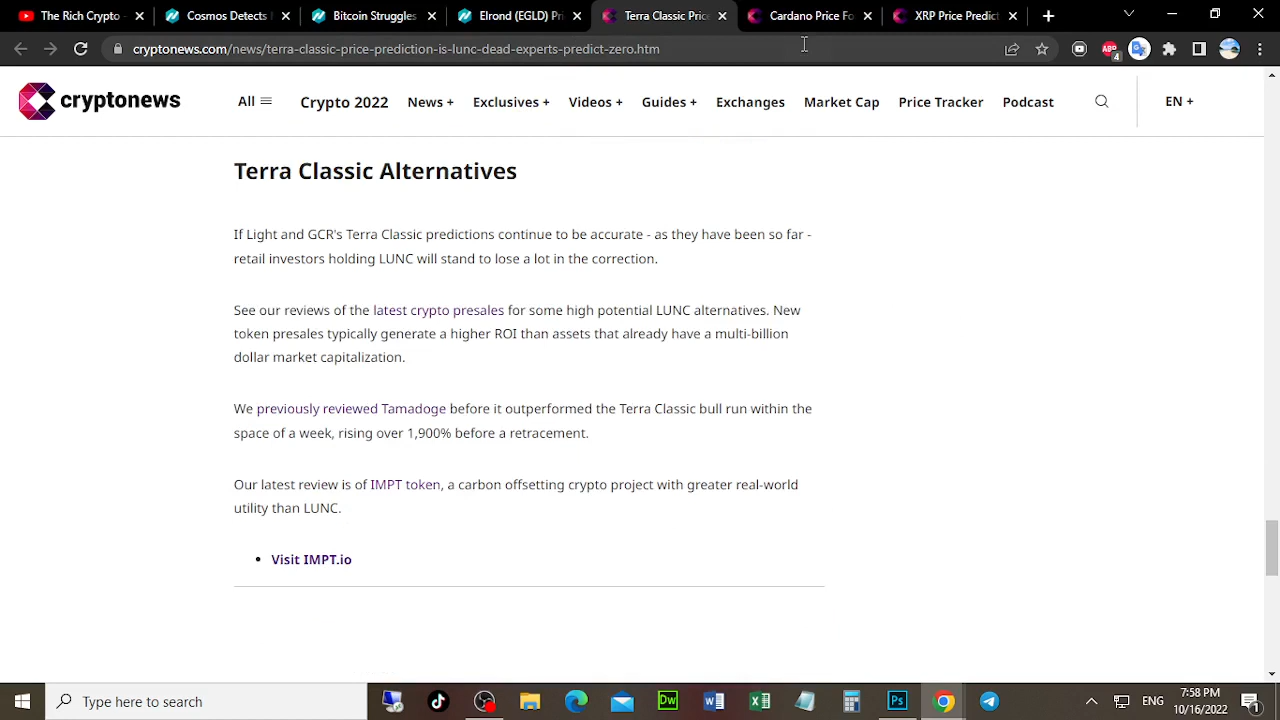 The Rich Crypto -
Cosmos Detects
Bitcoin Struggles
Elrond (EGLD) Pri
Terra Classic Price
Cardano Price Fo
XRP Price Predict
cryptonews.com/news/terra-classic-price-prediction-is-lunc-dead-experts-predict-zero.htm
ABP
4
cryptonews
All
Crypto 2022
News +
Exclusives +
Videos +
Guides +
Exchanges
Market Cap
Price Tracker
Podcast
EN +
Terra Classic Alternatives
If Light and GCR's Terra Classic predictions continue to be accurate - as they have been so far -
retail investors holding LUNC will stand to lose a lot in the correction.
See our reviews of the latest crypto presales for some high potential LUNC alternatives. New
token presales typically generate a higher ROI than assets that already have a multi-billion
dollar market capitalization.
We previously reviewed Tamadoge before it outperformed the Terra Classic bull run within the
space of a week, rising over 1,900% before a retracement.
Our latest review is of IMPT token, a carbon offsetting crypto project with greater real-world
utility than LUNC.
• Visit IMPT.io
Type here to search
Dw
Ps
ENG
7:58 PM
10/16/2022
1